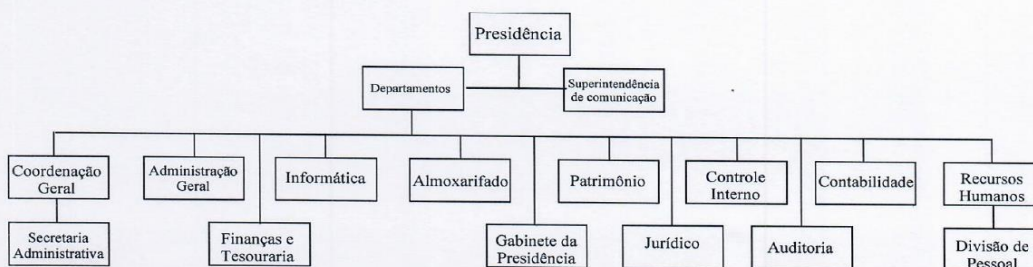 Presidência
Departamentos
Superintendência
de comunicação
Coordenação
Geral
Administração
Geral
Informática
Almoxarifado
Patrimônio
Controle
Interno
Contabilidade
Recursos
Humanos
Secretaria
Administrativa
Finanças e
Tesouraria
Gabinete da
Presidência
Jurídico
Auditoria
Divisão de
Pessoal